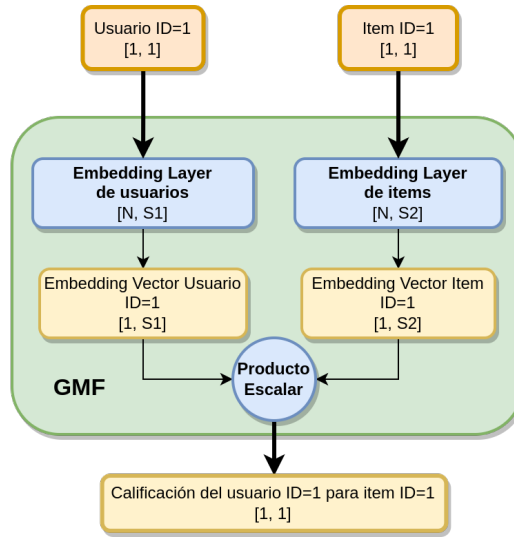 Usuario ID=1
[1, 1]
Item ID=1
[1, 1]
Embedding Layer
de usuarios
[N, S1]
Embedding Layer
de items
[N, S2]
Embedding Vector Usuario
ID=1
[1, S1]
Embedding Vector Item
ID=1
[1, S2]
Producto
Escalar
GMF
Calificación del usuario ID=1 para item ID=1
[1, 1]